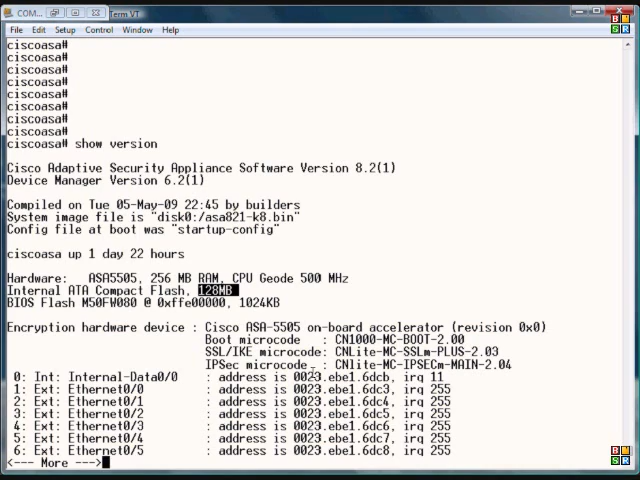 COM...
Term VT
File Edit Setup Control Window Help
ciscoasa#
ciscoasa#
ciscoasa#
ciscoasa#
ciscoasa#
ciscoasa#
ciscoasa#
ciscoasa#
ciscoasa# show version
Cisco Adaptive Security Appliance Software Version 8.2(1)
Device Manager Version 6.2(1)
Compiled on Tue 05-May-09 22:45 by builders
System image file is "disk0:/asa821-k8.bin"
Config file at boot was "startup-config"
ciscoasa up 1 day 22 hours
Hardware: ASA5505, 256 MB RAM, CPU Geode 500 MHz
Internal ATA Compact Flash, 128MB
BIOS Flash M50FW080 @ 0xffe00000, 1024KB
Encryption hardware device : Cisco ASA-5505 on-board accelerator (revision 0x0)
Boot microcode : CN1000-MC-BOOT-2.00
SSL/IKE microcode: CNLite-MC-SSLm-PLUS-2.03
IPSec microcode : CNlite-MC-IPSECm-MAIN-2.04
0: Int: Internal-Data0/0 : address is 0023.ebe1.6dcb, irq 11
1: Ext: Ethernet0/0 : address is 0023.ebe1.6dc3, irq 255
2: Ext: Ethernet0/1 : address is 0023.ebe1.6dc4, irq 255
3: Ext: Ethernet0/2 : address is 0023.ebe1.6dc5, irq 255
4: Ext: Ethernet0/3 : address is 0023.ebe1.6dc6, irq 255
5: Ext: Ethernet0/4 : address is 0023.ebe1.6dc7, irq 255
6: Ext: Ethernet0/5 : address is 0023.ebe1.6dc8, irq 255
<--- More --->
B
S R
B
S R